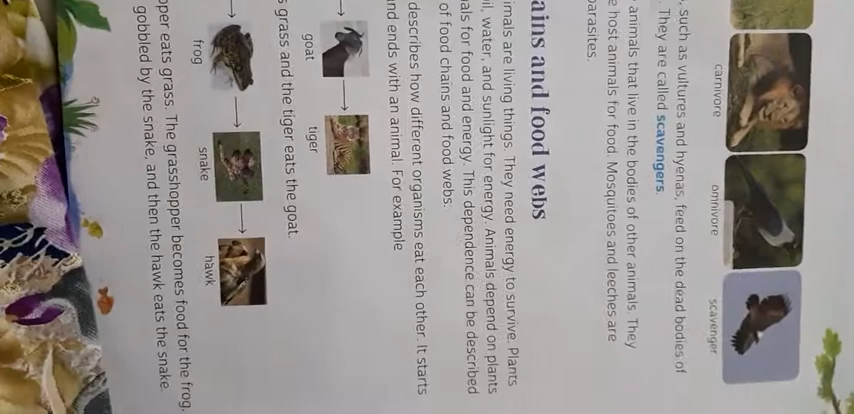 carnivore
omnivore
scavenger
, such as vultures and hyenas, feed on the dead bodies of
. They are called scavengers.
animals that live in the bodies of other animals. They
host animals for food. Mosquitoes and leeches are
parasites.
and food webs
are living things. They need energy to survive. Plants
water, and sunlight for energy. Animals depend on plants
for food and energy. This dependence can be described
of food chains and food webs.
describes how different organisms eat each other. It starts
and ends with an animal. For example
goat
tiger
grass and the tiger eats the goat.
frog
snake
hawk
eats grass. The grasshopper becomes food for the frog.
gobbled by the snake, and then the hawk eats the snake.